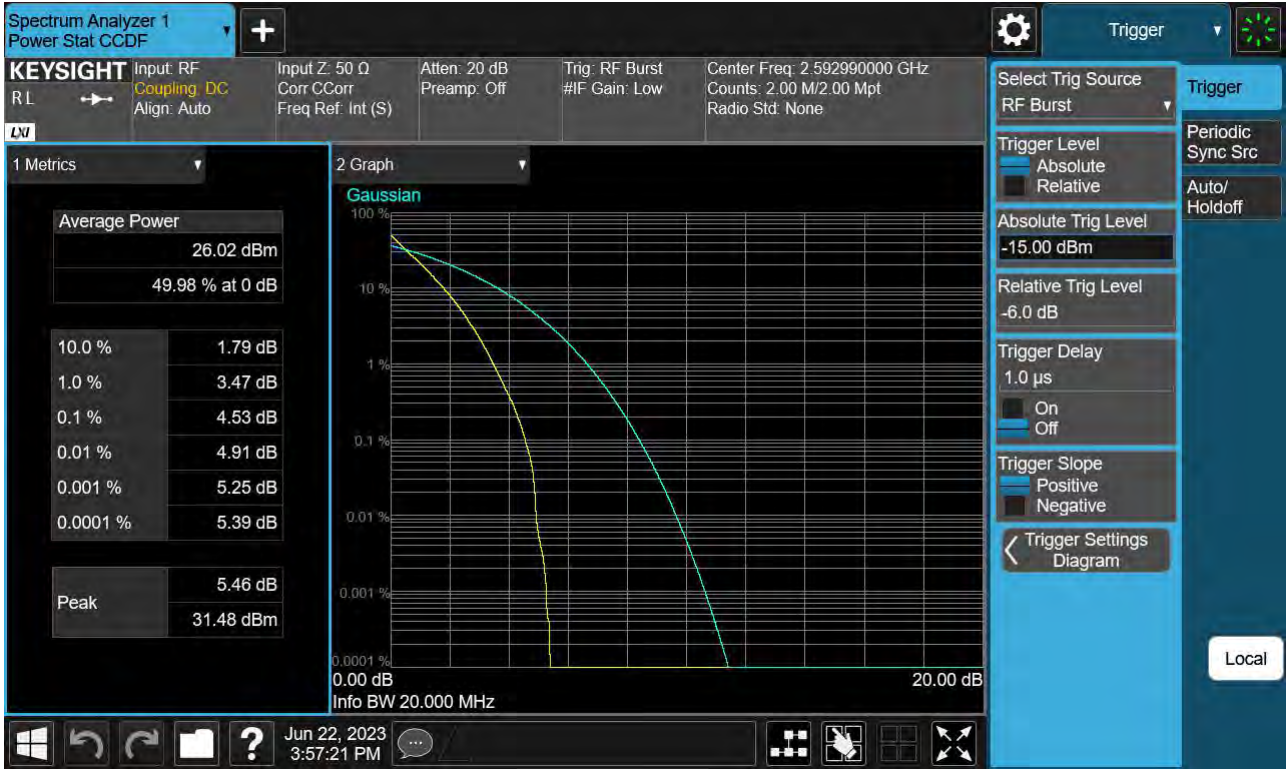 Spectrum Analyzer 1
Power Stat CCDF
+
Trigger
KEYSIGHT
R L
LXI
Input: RF
Coupling: DC
Align: Auto
Input Z: 50 Ω
Corr CCorr
Freq Ref: Int (S)
Atten: 20 dB
Preamp: Off
Trig: RF Burst
#IF Gain: Low
Center Freq: 2.592990000 GHz
Counts: 2.00 M/2.00 Mpt
Radio Std: None
1 Metrics
Average Power
26.02 dBm
49.98 % at 0 dB
10.0 % 1.79 dB
1.0 % 3.47 dB
0.1 % 4.53 dB
0.01 % 4.91 dB
0.001 % 5.25 dB
0.0001 % 5.39 dB
Peak
5.46 dB
31.48 dBm
2 Graph
Gaussian
100 %
10 %
1 %
0.1 %
0.01 %
0.001 %
0.0001 %
0.00 dB 20.00 dB
Info BW 20.000 MHz
Select Trig Source
RF Burst
Trigger Level
Absolute
Relative
Absolute Trig Level
-15.00 dBm
Relative Trig Level
-6.0 dB
Trigger Delay
1.0 µs
On
Off
Trigger Slope
Positive
Negative
Trigger Settings
Diagram
Trigger
Periodic
Sync Src
Auto/
Holdoff
Local
?
Jun 22, 2023
3:57:21 PM